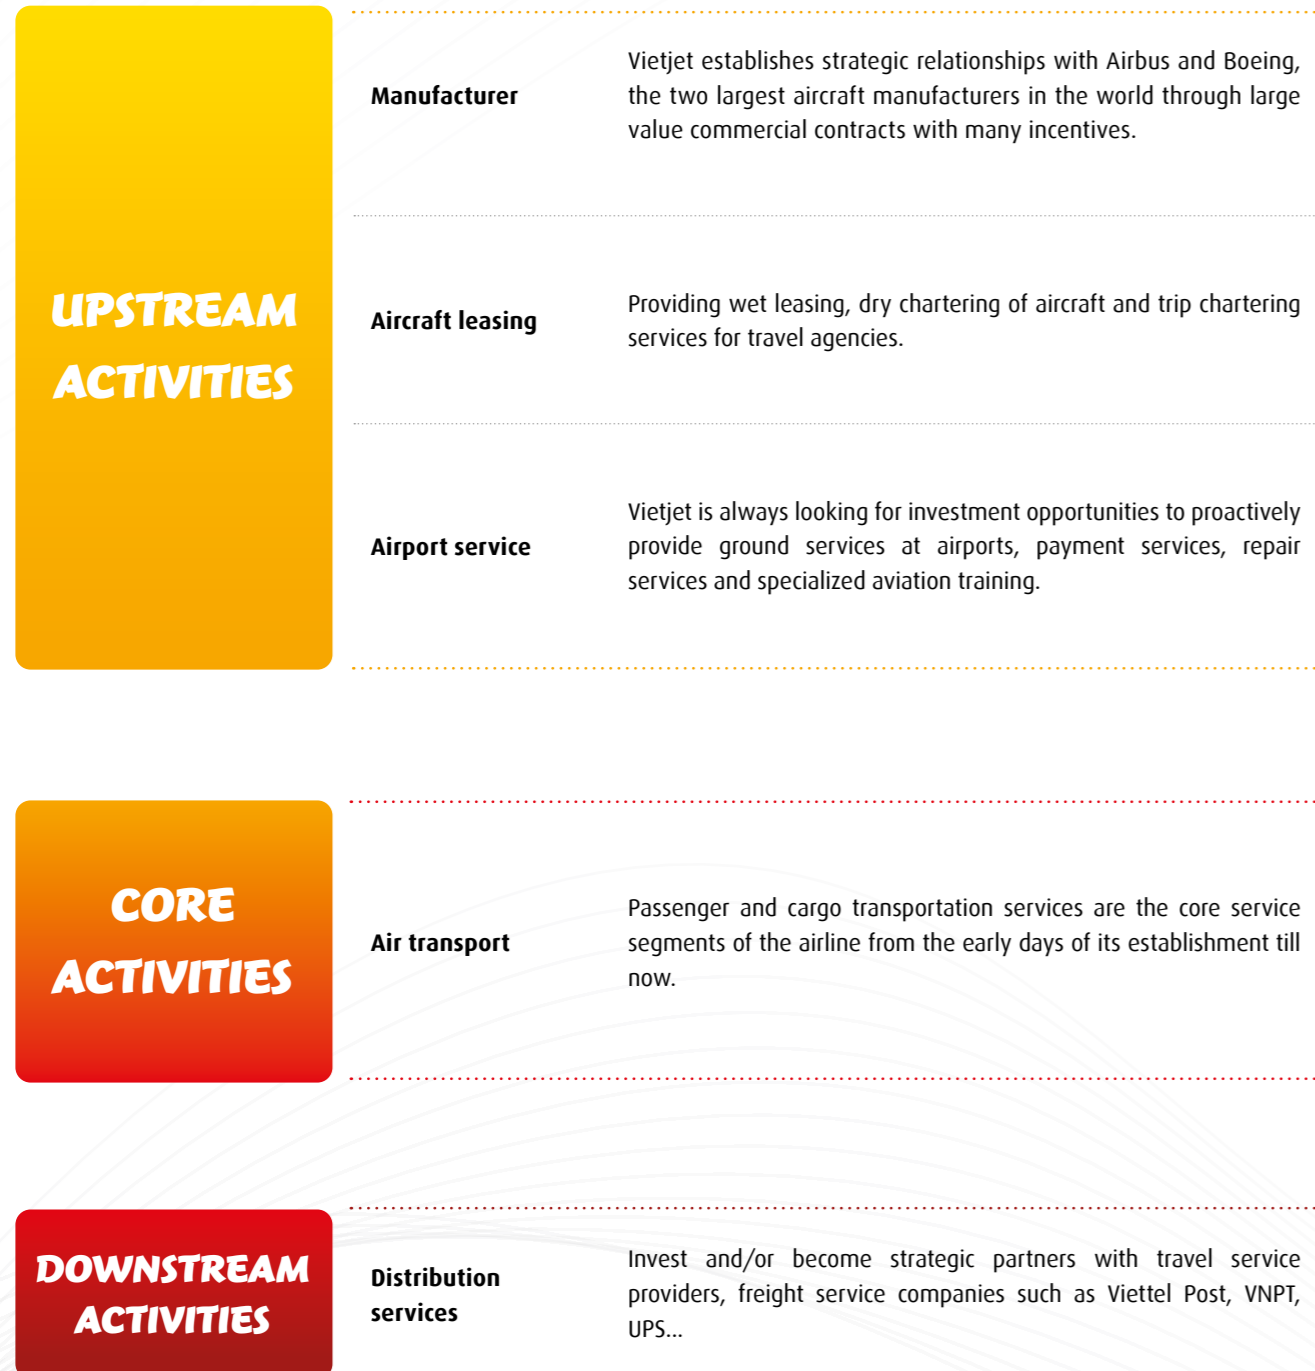 UPSTREAM
ACTIVITIES
Manufacturer
Vietjet establishes strategic relationships with Airbus and Boeing,
the two largest aircraft manufacturers in the world through large
value commercial contracts with many incentives.
Aircraft leasing
Providing wet leasing, dry chartering of aircraft and trip chartering
services for travel agencies.
Airport service
Vietjet is always looking for investment opportunities to proactively
provide ground services at airports, payment services, repair
services and specialized aviation training.
CORE
ACTIVITIES
Air transport
Passenger and cargo transportation services are the core service
segments of the airline from the early days of its establishment till
now.
DOWNSTREAM
ACTIVITIES
Distribution
services
Invest and/or become strategic partners with travel service
providers, freight service companies such as Viettel Post, VNPT,
UPS...